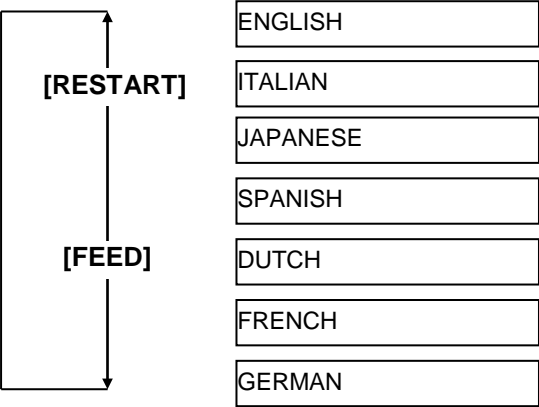 ENGLISH
[RESTART]
ITALIAN
JAPANESE
SPANISH
[FEED]
DUTCH
FRENCH
GERMAN